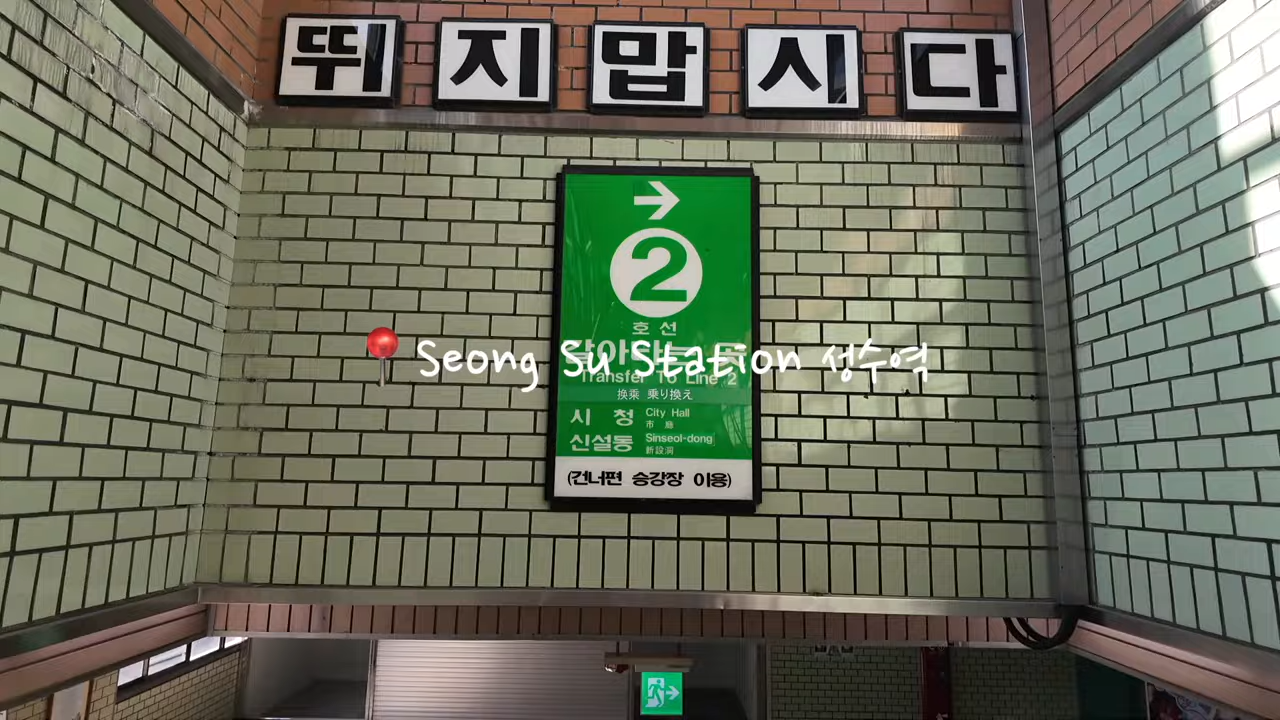 뛰지맙시다
2
호선
Transfer To Line 2
Seong Su Station 성수역
換乘 乗り換え
시청 City Hall
市廳
신설동 Sinseol-dong
新設洞
(건너편 승강장 이용)